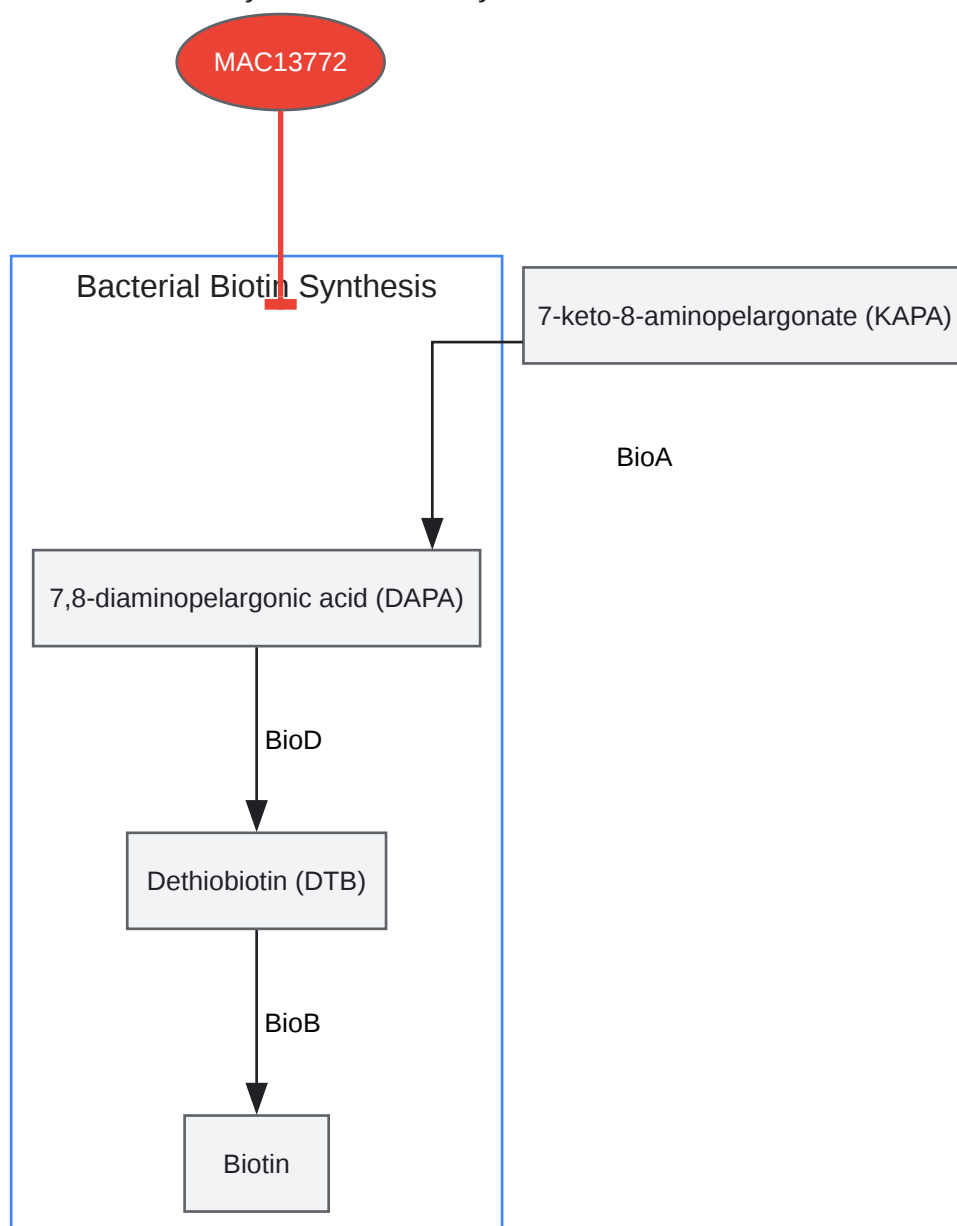 MAC13772
Bacterial Biotin Synthesis
7-keto-8-aminopelargonate (KAPA)
BioA
7,8-diaminopelargonic acid (DAPA)
BioD
Dethiobiotin (DTB)
BioB
Biotin